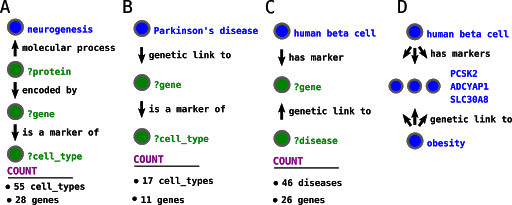 A
neurogenesis
molecular process
?protein
encoded by
?gene
is a marker of
?cell_type
COUNT
• 55 cell_types
• 28 genes
B
Parkinson's disease
genetic link to
?gene
is a marker of
?cell_type
COUNT
• 17 cell_types
• 11 genes
C
human beta cell
has marker
?gene
genetic link to
?disease
COUNT
• 46 diseases
• 26 genes
D
human beta cell
has markers
PCSK2
ADCYAP1
SLC30A8
genetic link to
obesity